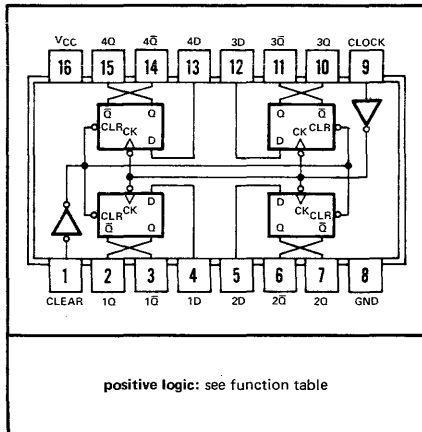 VCC 4Q 4Q̅ 4D 3D 3Q̅ 3Q CLOCK
16 15 14 13 12 11 10 9
Q̅ Q Q Q̅
CLR CK D D CK CLR
CLR CK D D CK CLR
Q̅ Q Q Q̅
1 2 3 4 5 6 7 8
CLEAR 1Q 1Q̅ 1D 2D 2Q̅ 2Q GND
positive logic: see function table